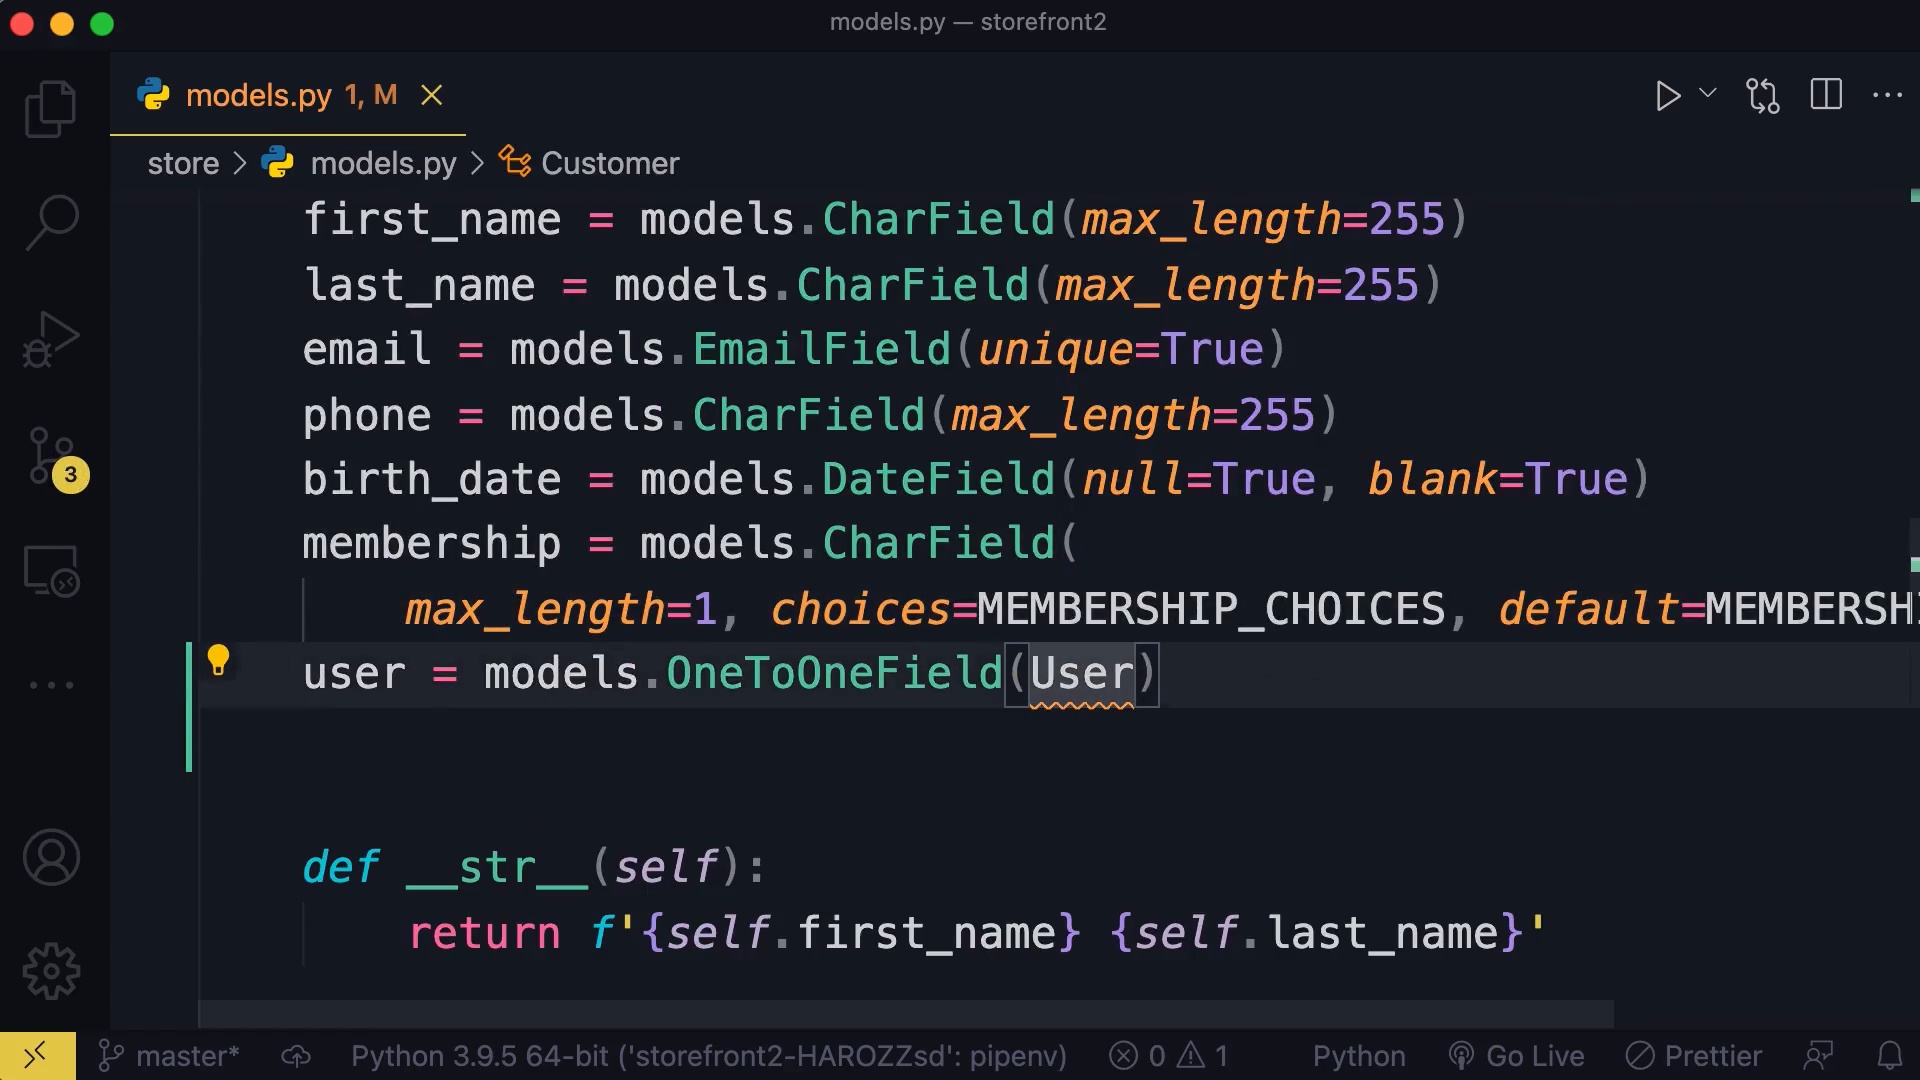 models.py — storefront2
models.py 1, M
store > models.py > Customer
first_name = models.CharField(max_length=255)
last_name = models.CharField(max_length=255)
email = models.EmailField(unique=True)
phone = models.CharField(max_length=255)
birth_date = models.DateField(null=True, blank=True)
membership = models.CharField(
max_length=1, choices=MEMBERSHIP_CHOICES, default=MEMBERSHI
user = models.OneToOneField(User)
3
def __str__(self):
return f'{self.first_name} {self.last_name}'
master* Python 3.9.5 64-bit ('storefront2-HAROZZsd': pipenv) 0 1 Python Go Live Prettier